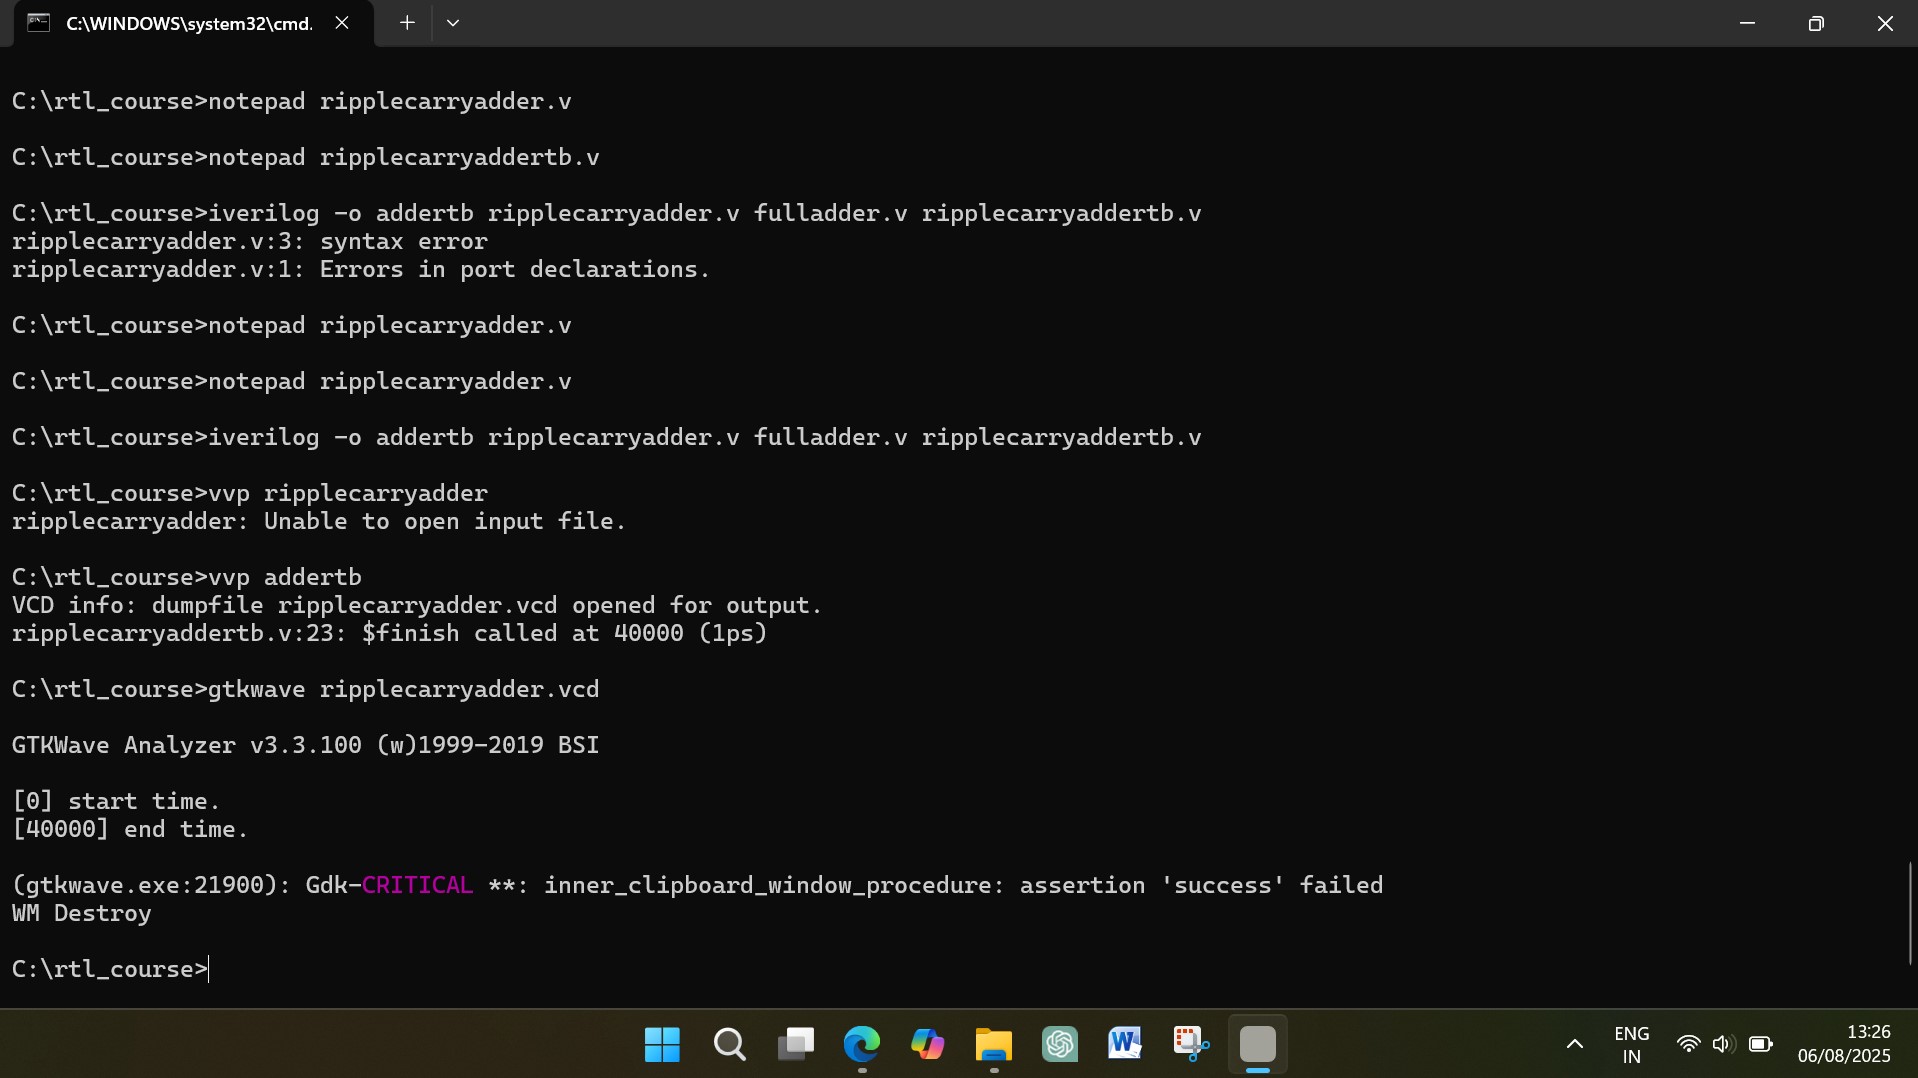 C:\WINDOWS\system32\cmd.
C:\rtl_course>notepad ripplecarryadder.v
C:\rtl_course>notepad ripplecarryaddertb.v
C:\rtl_course>iverilog -o addertb ripplecarryadder.v fulladder.v ripplecarryaddertb.v
ripplecarryadder.v:3: syntax error
ripplecarryadder.v:1: Errors in port declarations.
C:\rtl_course>notepad ripplecarryadder.v
C:\rtl_course>notepad ripplecarryadder.v
C:\rtl_course>iverilog -o addertb ripplecarryadder.v fulladder.v ripplecarryaddertb.v
C:\rtl_course>vvp ripplecarryadder
ripplecarryadder: Unable to open input file.
C:\rtl_course>vvp addertb
VCD info: dumpfile ripplecarryadder.vcd opened for output.
ripplecarryaddertb.v:23: $finish called at 40000 (1ps)
C:\rtl_course>gtkwave ripplecarryadder.vcd
GTKWave Analyzer v3.3.100 (w)1999-2019 BSI
[0] start time.
[40000] end time.
(gtkwave.exe:21900): Gdk-CRITICAL **: inner_clipboard_window_procedure: assertion 'success' failed
WM Destroy
C:\rtl_course>
W
ENG
IN
13:26
06/08/2025